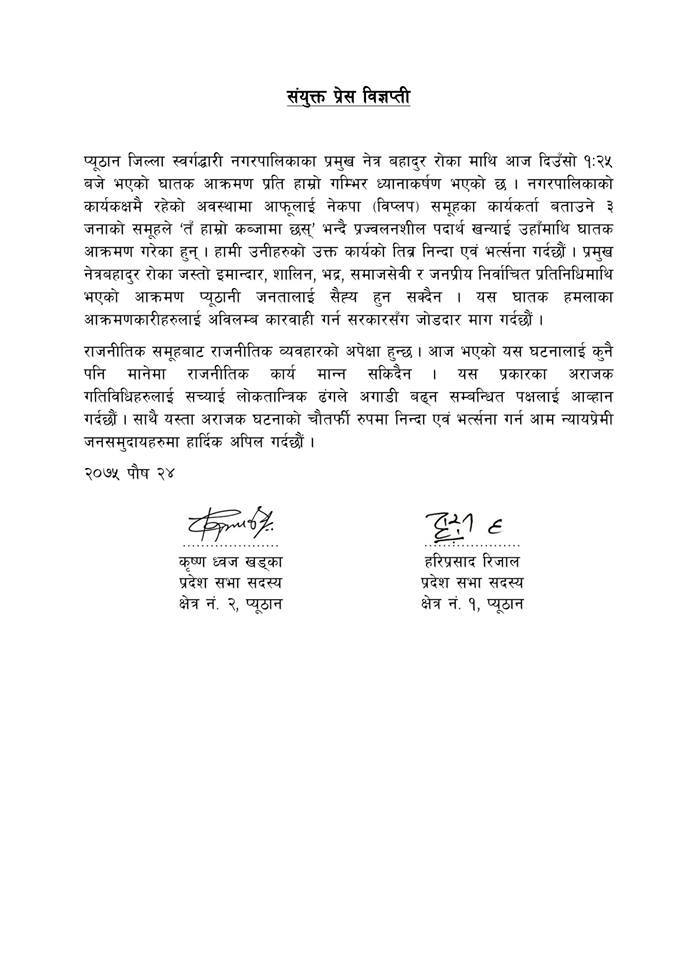 संयुक्त प्रेस विज्ञप्ती
प्यूठान जिल्ला स्वर्गद्वारी नगरपालिकाका प्रमुख नेत्र बहादुर रोका माथि आज दिउँसो १:२५
बजे भएको घातक आक्रमण प्रति हाम्रो गम्भिर ध्यानाकर्षण भएको छ । नगरपालिकाको
कार्यकक्षमै रहेको अवस्थामा आफूलाई नेकपा (विप्लप) समूहका कार्यकर्ता बताउने ३
जनाको समूहले ‘तँ हाम्रो कब्जामा छस्’ भन्दै प्रज्वलनशील पदार्थ खन्याई उहाँमाथि घातक
आक्रमण गरेका हुन् । हामी उनीहरुको उक्त कार्यको तिब्र निन्दा एवं भर्त्सना गर्दछौं । प्रमुख
नेत्रबहादुर रोका जस्तो इमान्दार, शालिन, भद्र, समाजसेवी र जनप्रीय निर्वाचित प्रतिनिधिमाथि
भएको आक्रमण प्यूठानी जनतालाई सैह्य हुन सक्दैन । यस घातक हमलाका
आक्रमणकारीहरुलाई अविलम्ब कारवाही गर्न सरकारसँग जोडदार माग गर्दछौं ।
राजनीतिक समूहबाट राजनीतिक व्यवहारको अपेक्षा हुन्छ । आज भएको यस घटनालाई कुनै
पनि मानेमा राजनीतिक कार्य मान्न सकिदैन । यस प्रकारका अराजक
गतिविधिहरुलाई सच्याई लोकतान्त्रिक ढंगले अगाडी बढ्न सम्बन्धित पक्षलाई आव्हान
गर्दछौं । साथै यस्ता अराजक घटनाको चौतर्फी रुपमा निन्दा एवं भर्त्सना गर्न आम न्यायप्रेमी
जनसमुदायहरुमा हार्दिक अपिल गर्दछौं ।
२०७५ पौष २४
कृष्ण ध्वज खड्का
प्रदेश सभा सदस्य
क्षेत्र नं. २, प्यूठान
हरिप्रसाद रिजाल
प्रदेश सभा सदस्य
क्षेत्र नं. १, प्यूठान